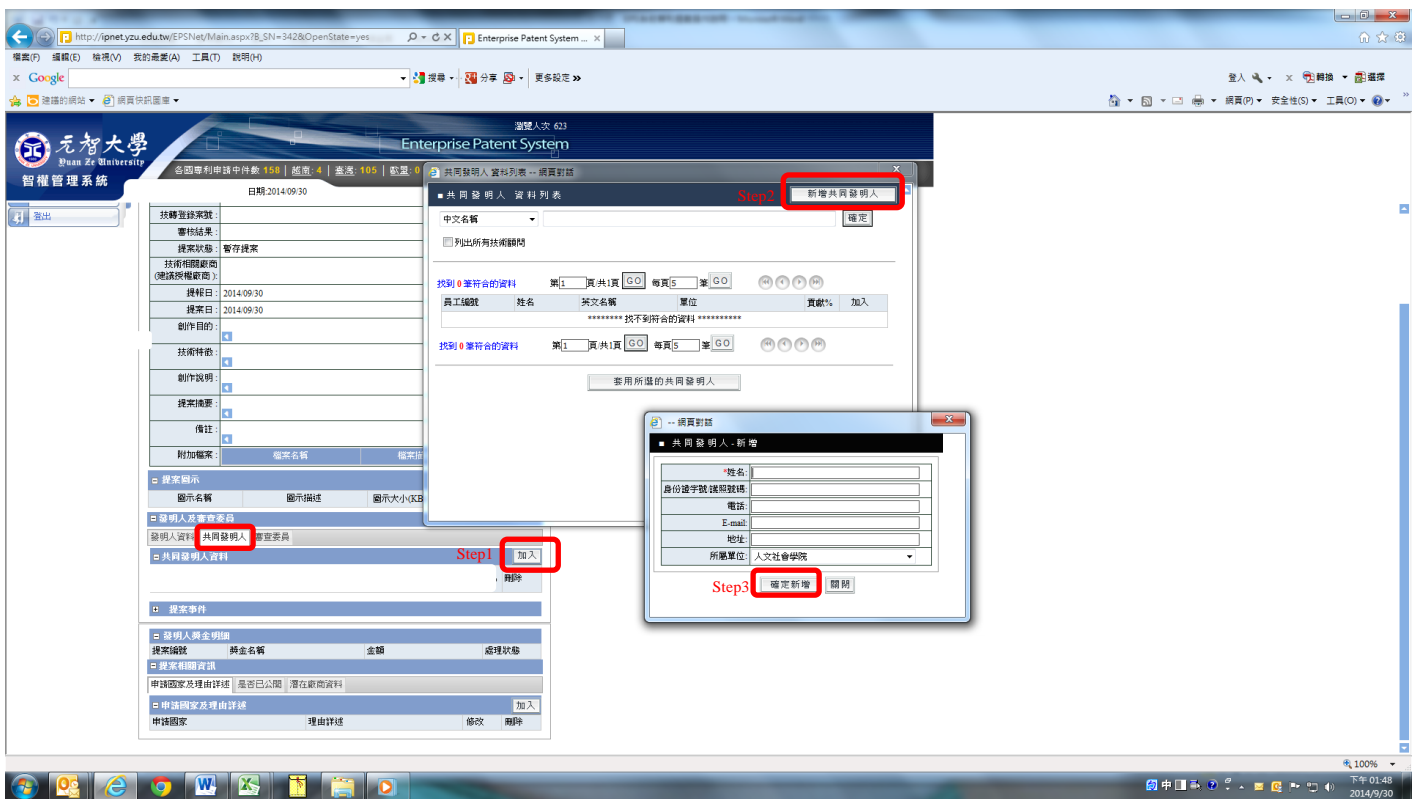 http://ipnet.yzu.edu.tw/EPSNet/Main.aspx?B_SN=342&OpenState=yes
Enterprise Patent System ...
檔案(F) 編輯(E) 檢視(V) 我的最愛(A) 工具(T) 說明(H)
x Google
搜尋 分享 更多設定 »
登入 x 轉換 選擇
建議的網站 網頁快訊圖庫
網頁(P) 安全性(S) 工具(O)
元智大學
Yuan Ze University
智權管理系統
瀏覽人次 623
Enterprise Patent System
各國專利申請中件數 158 | 越南: 4 | 臺灣: 105 | 歐盟: 0
日期:2014/09/30
登出
技轉登錄案號:
審核結果:
提案狀態: 暫存提案
技術相關廠商
(建議授權廠商):
提報日: 2014/09/30
提案日: 2014/09/30
創作目的:
技術特徵:
創作說明:
提案摘要:
備註:
附加檔案: 檔案名稱
提案圖示
圖示名稱 圖示描述 圖示大小(KB
發明人及審查委員
發明人資料 共同發明人 審查委員
共同發明人資料 Step1 加入
刪除
提案事件
發明人獎金明細
提案編號 獎金名稱 金額 處理狀態
提案相關資訊
申請國家及理由詳述 是否已公開 潛在廠商資料
申請國家及理由詳述 加入
申請國家 理由詳述 修改 刪除
共同發明人 資料列表 -- 網頁對話
共同發明人 資料列表 Step2 新增共同發明人
中文名稱 確定
列出所有技術顧問
找到 0 筆符合的資料 第1頁/共1頁 GO 每頁5筆 GO
員工編號 姓名 英文名稱 單位 貢獻% 加入
******** 找不到符合的資料 **********
找到 0 筆符合的資料 第1頁/共1頁 GO 每頁5筆 GO
套用所選的共同發明人
-- 網頁對話
共同發明人-新增
*姓名:
身份證字號/護照號碼:
電話:
E-mail:
地址:
所屬單位: 人文社會學院
Step3 確定新增 關閉
100%
中
下午 01:48
2014/9/30